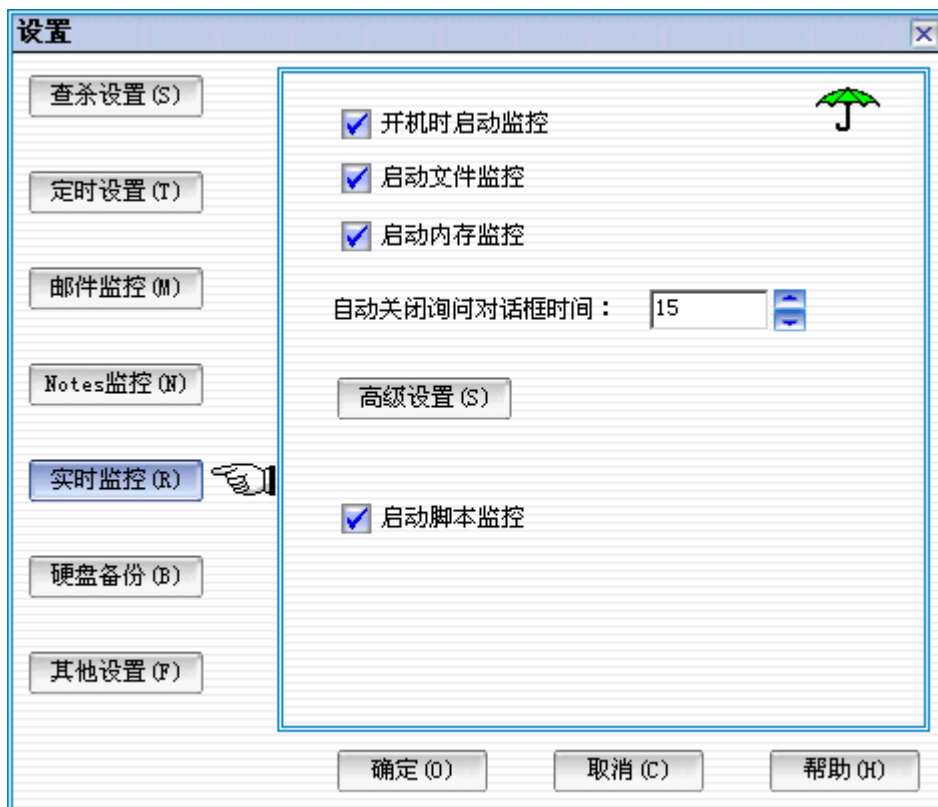 设置
查杀设置(S)
定时设置(T)
邮件监控(M)
Notes监控(N)
实时监控(R)
硬盘备份(B)
其他设置(F)
开机时启动监控
启动文件监控
启动内存监控
自动关闭询问对话框时间： 15
高级设置(S)
启动脚本监控
确定(O) 取消(C) 帮助(H)